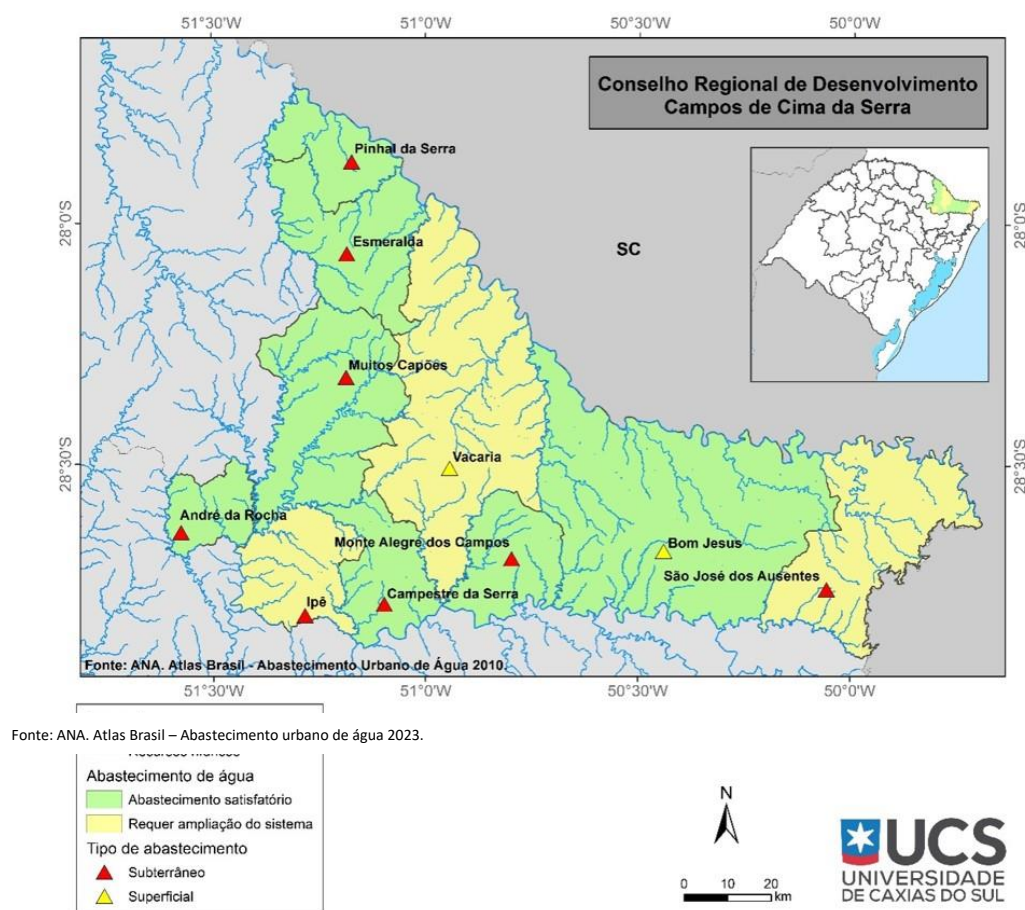 51°30'W
51°0'W
50°30'W
50°0'W
Conselho Regional de Desenvolvimento
Campos de Cima da Serra
Pinhal da Serra
28°0'S
28°0'S
Esmeralda
SC
Muitos Capões
28°30'S
28°30'S
Vacaria
André da Rocha
Monte Alegre dos Campos
Bom Jesus
São José dos Ausentes
Campestre da Serra
Ipê
Fonte: ANA. Atlas Brasil - Abastecimento Urbano de Água 2010.
51°30'W
51°0'W
50°30'W
50°0'W
Fonte: ANA. Atlas Brasil – Abastecimento urbano de água 2023.
Abastecimento de água
Abastecimento satisfatório
Requer ampliação do sistema
Tipo de abastecimento
Subterrâneo
Superficial
N
0 10 20
km
UCS
UNIVERSIDADE
DE CAXIAS DO SUL